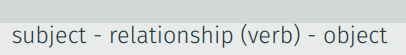 subject - relationship (verb) - object